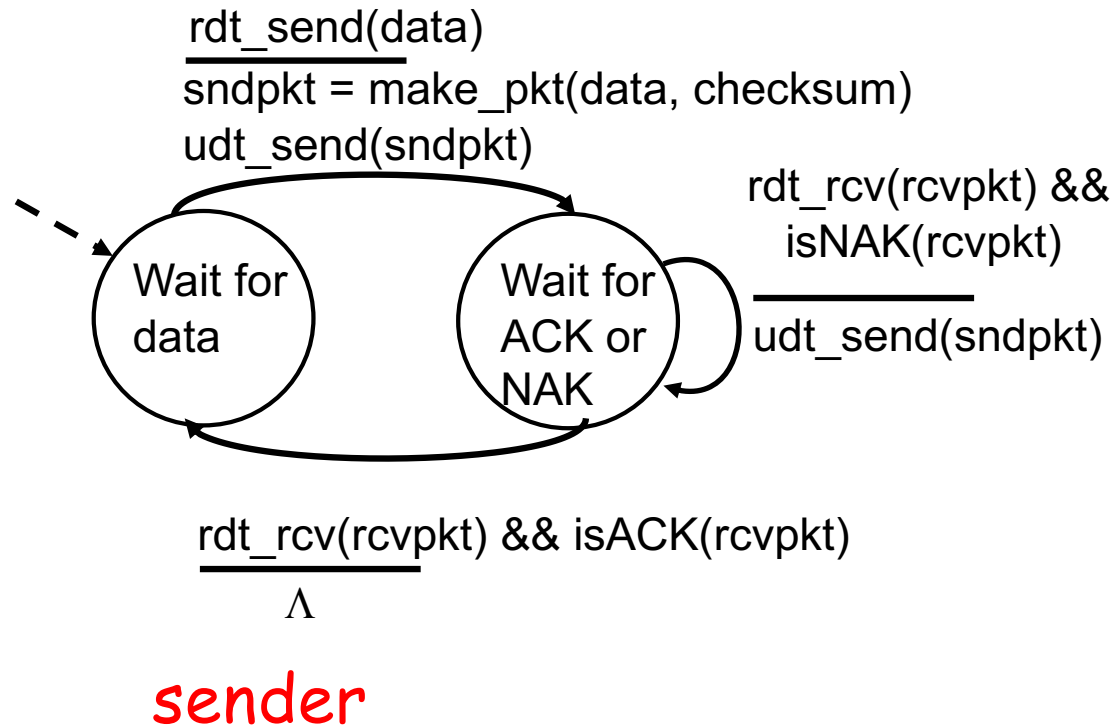 rdt_send(data)
sndpkt = make_pkt(data, checksum)
udt_send(sndpkt)
rdt_rcv(rcvpkt) &&
isNAK(rcvpkt)
udt_send(sndpkt)
Wait for
data
Wait for
ACK or
NAK
rdt_rcv(rcvpkt) && isACK(rcvpkt)
Λ
sender